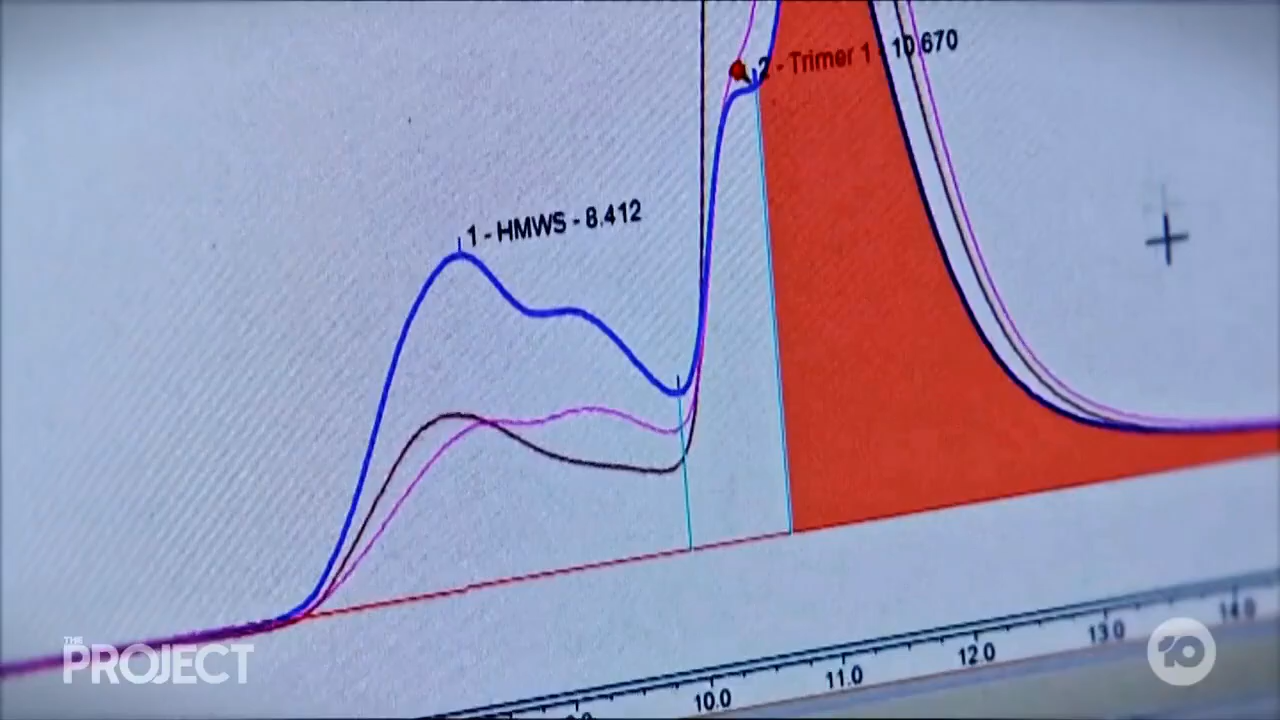 2 - Trimer 1 - 10.670
1 - HMWS - 8.412
10.0 11.0 12.0 13.0 14.0
THE
PROJECT
10